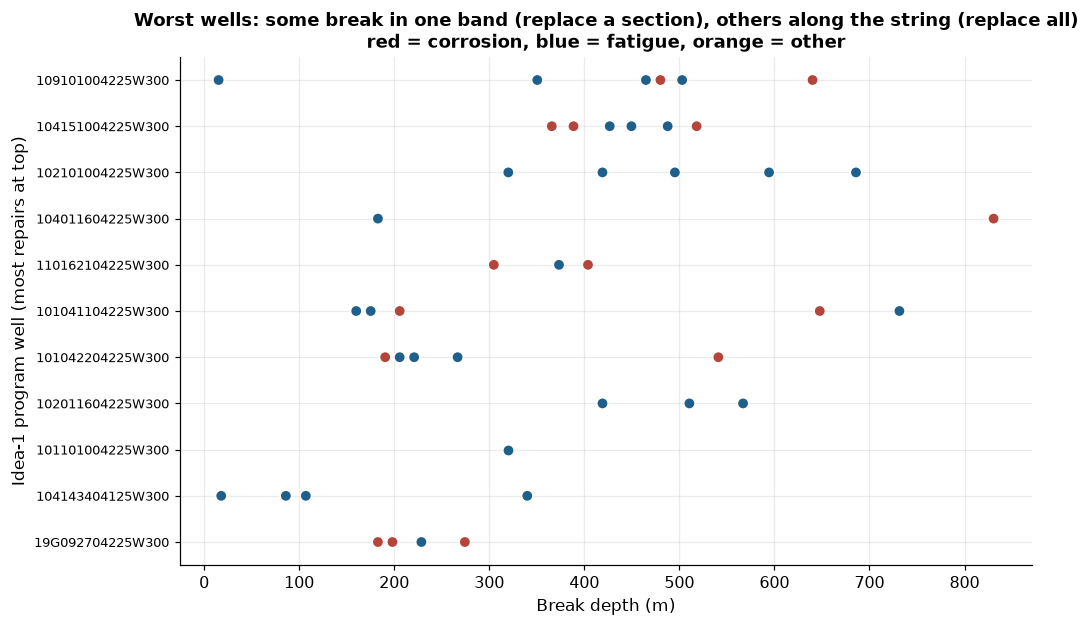 Worst wells: some break in one band (replace a section), others along the string (replace all)
red = corrosion, blue = fatigue, orange = other
Idea-1 program well (most repairs at top)
109101004225W300
104151004225W300
102101004225W300
104011604225W300
110162104225W300
101041104225W300
101042204225W300
102011604225W300
101101004225W300
104143404125W300
19G092704225W300
0 100 200 300 400 500 600 700 800
Break depth (m)